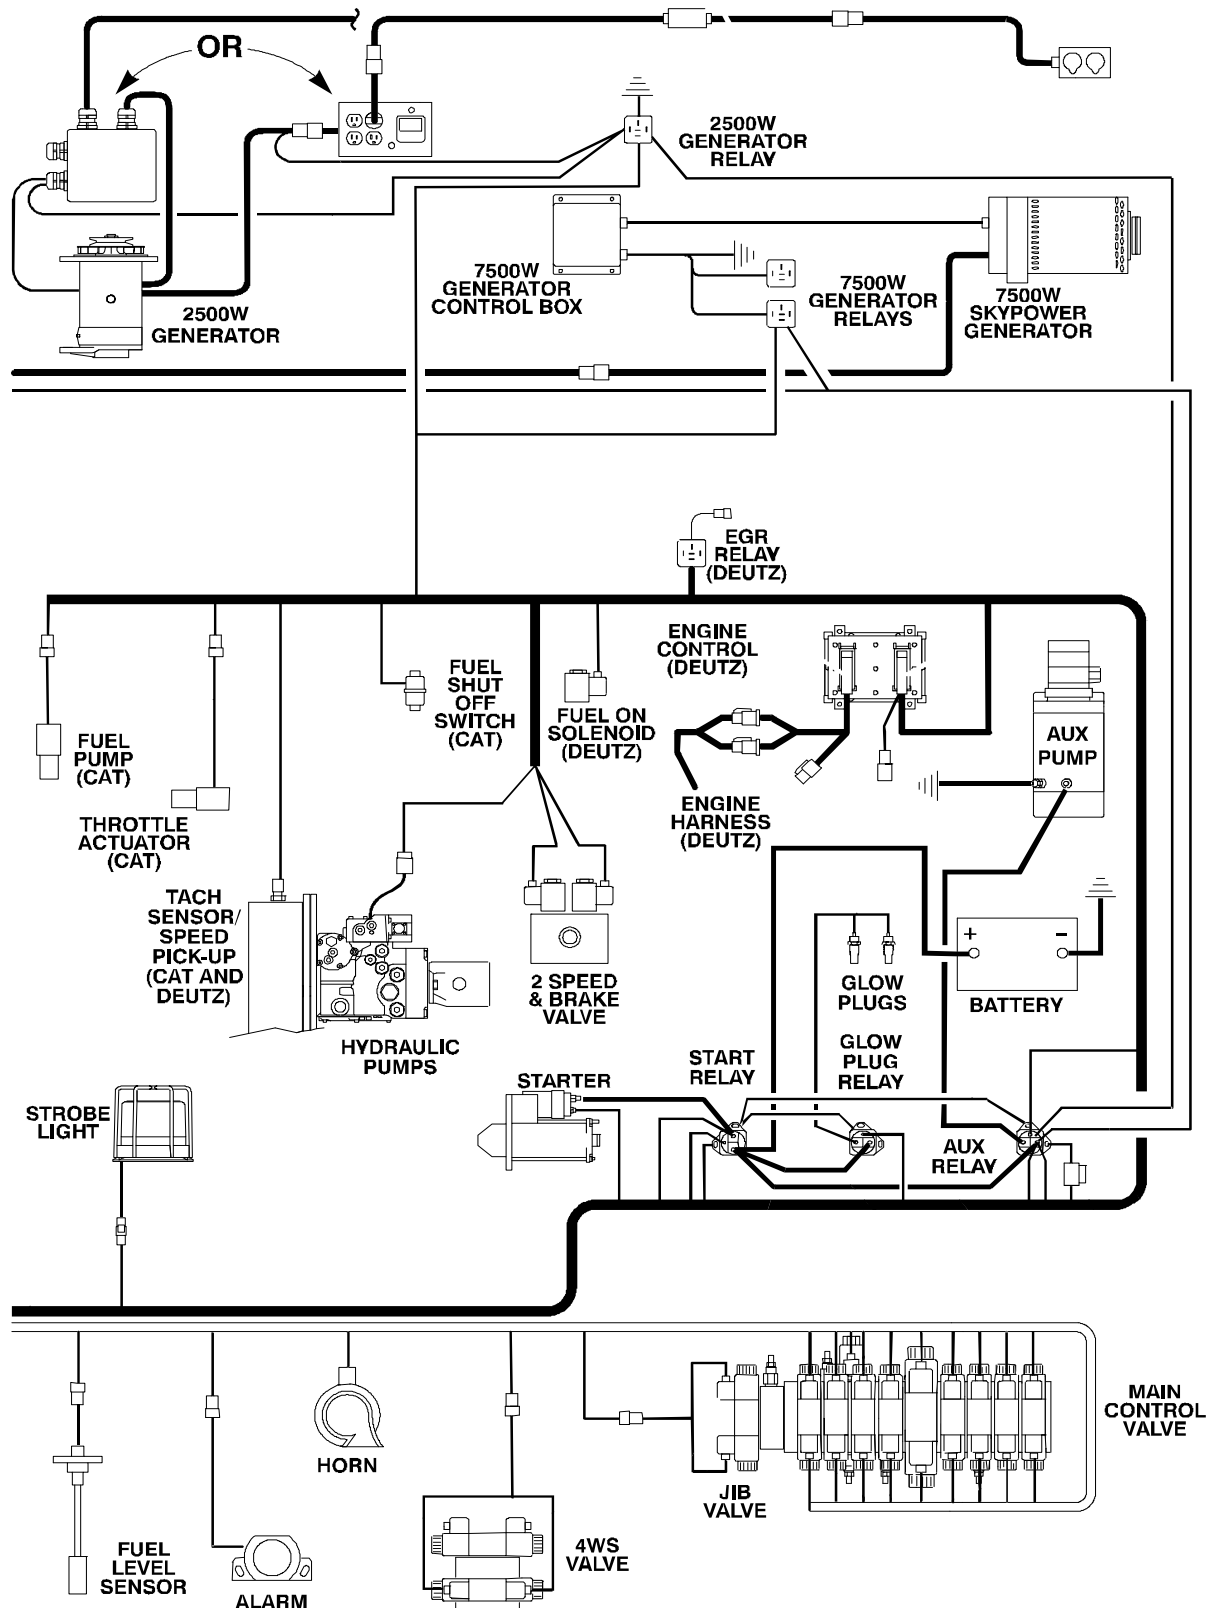 OR
2500W
GENERATOR
RELAY
7500W
GENERATOR
CONTROL BOX
7500W
GENERATOR
RELAYS
7500W
SKYPOWER
GENERATOR
2500W
GENERATOR
EGR
RELAY
(DEUTZ)
ENGINE
CONTROL
(DEUTZ)
FUEL
SHUT
OFF
SWITCH
(CAT)
FUEL ON
SOLENOID
(DEUTZ)
AUX
PUMP
FUEL
PUMP
(CAT)
THROTTLE
ACTUATOR
(CAT)
ENGINE
HARNESS
(DEUTZ)
TACH
SENSOR/
SPEED
PICK-UP
(CAT AND
DEUTZ)
+
-
2 SPEED
& BRAKE
VALVE
GLOW
PLUGS
BATTERY
HYDRAULIC
PUMPS
START
RELAY
GLOW
PLUG
RELAY
STARTER
STROBE
LIGHT
AUX
RELAY
MAIN
CONTROL
VALVE
HORN
JIB
VALVE
FUEL
LEVEL
SENSOR
4WS
VALVE
ALARM